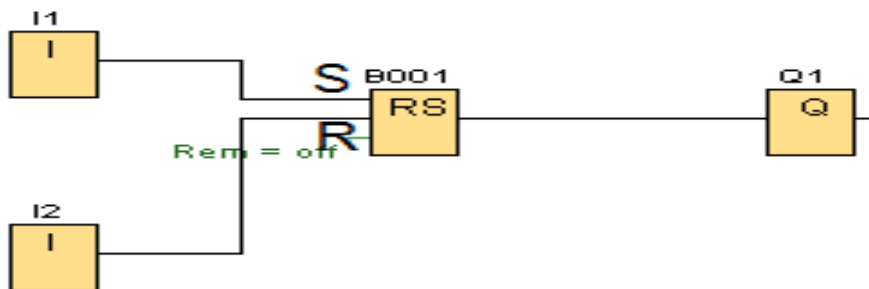 I1
I
S
B001
RS
Q1
Q
R
Rem = off
I2
I